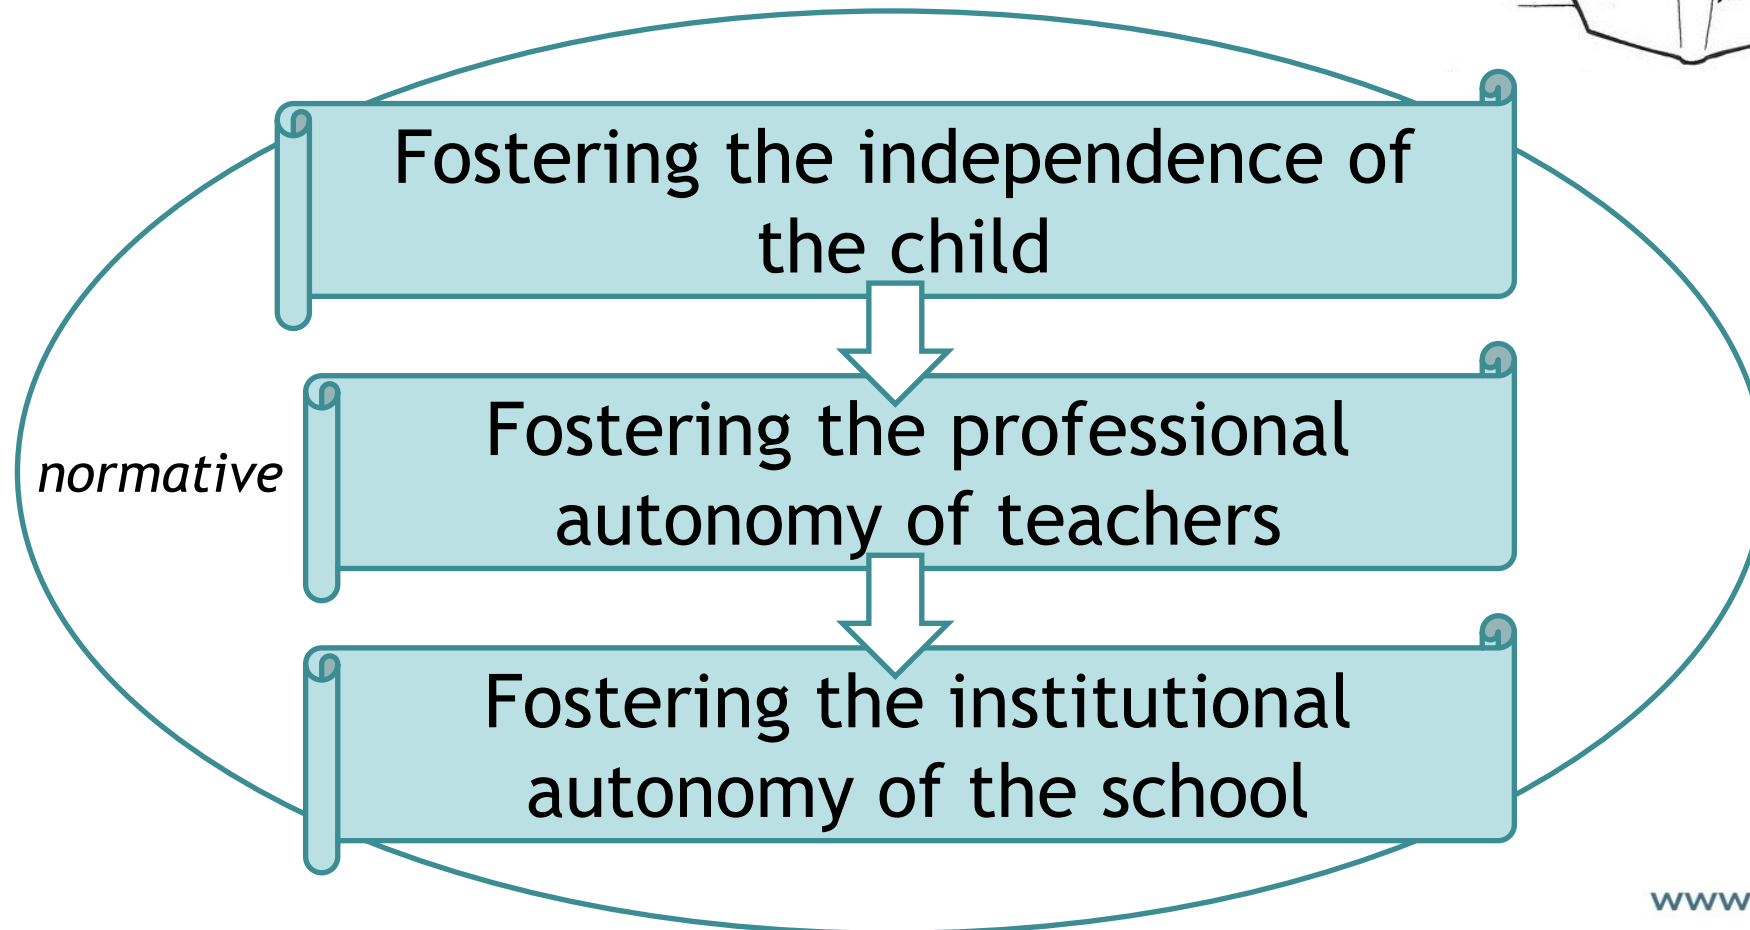 Fostering the independence of
the child
Fostering the professional
autonomy of teachers
normative
Fostering the institutional
autonomy of the school
www